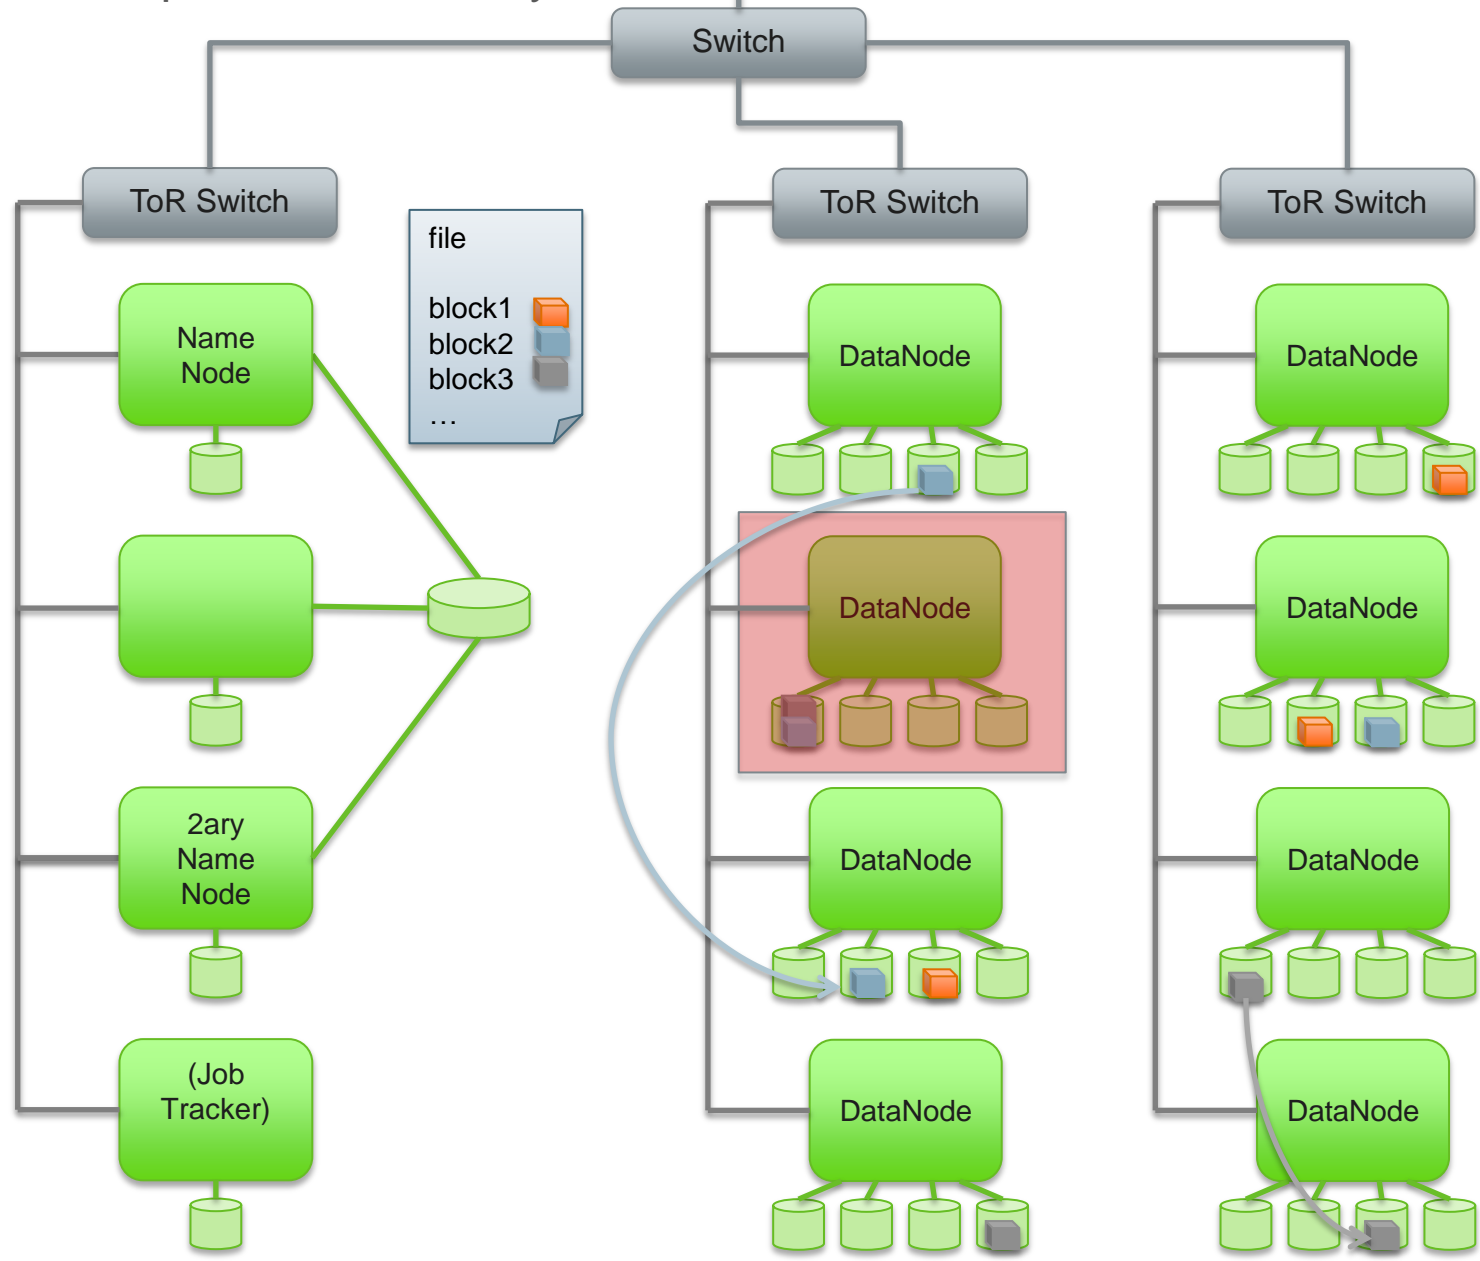 Switch
ToR Switch
ToR Switch
ToR Switch
file
block1
block2
block3
…
Name
Node
DataNode
DataNode
DataNode
DataNode
2ary
Name
Node
DataNode
DataNode
(Job
Tracker)
DataNode
DataNode